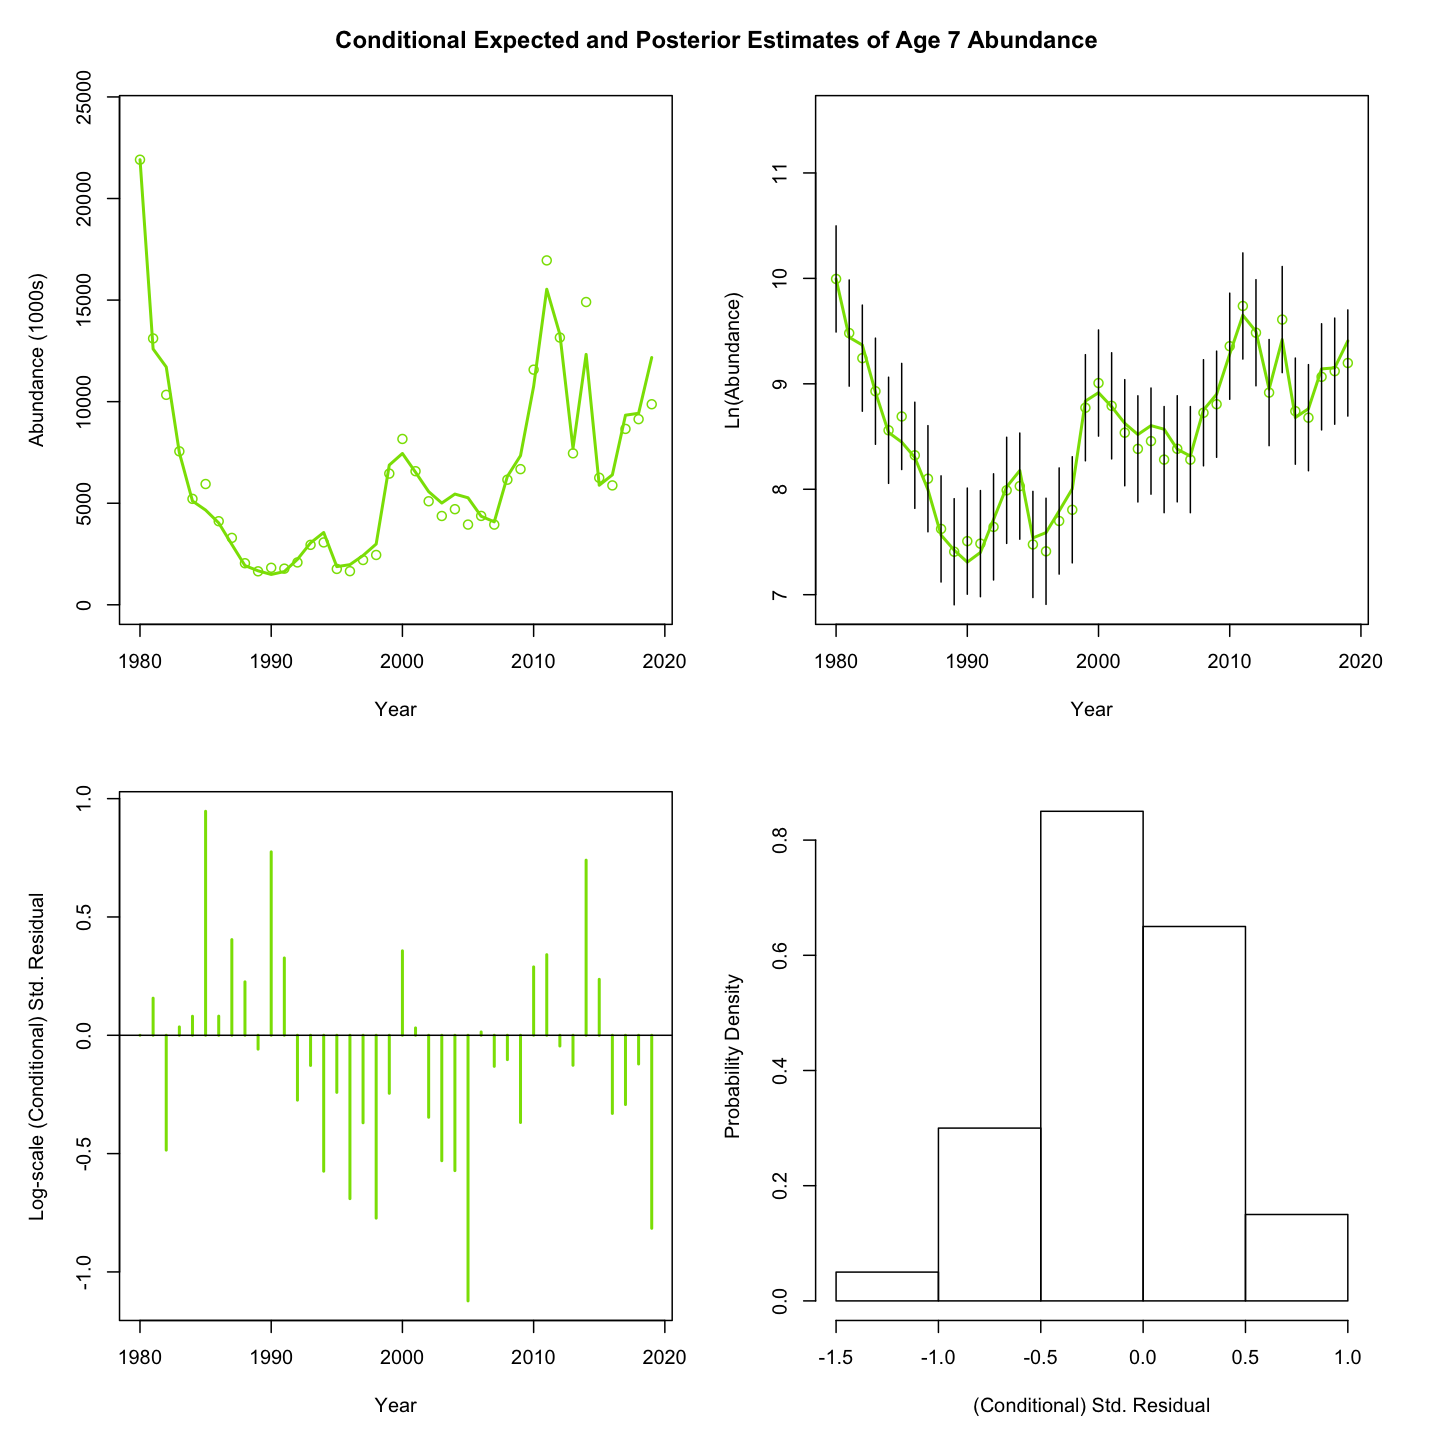 Conditional Expected and Posterior Estimates of Age 7 Abundance
Abundance (1000s)
25000
20000
15000
10000
5000
0
1980 1990 2000 2010 2020
Year
Ln(Abundance)
11
10
9
8
7
1980 1990 2000 2010 2020
Year
Log-scale (Conditional) Std. Residual
1.0
0.5
0.0
-0.5
-1.0
1980 1990 2000 2010 2020
Year
Probability Density
0.8
0.6
0.4
0.2
0.0
-1.5 -1.0 -0.5 0.0 0.5 1.0
(Conditional) Std. Residual